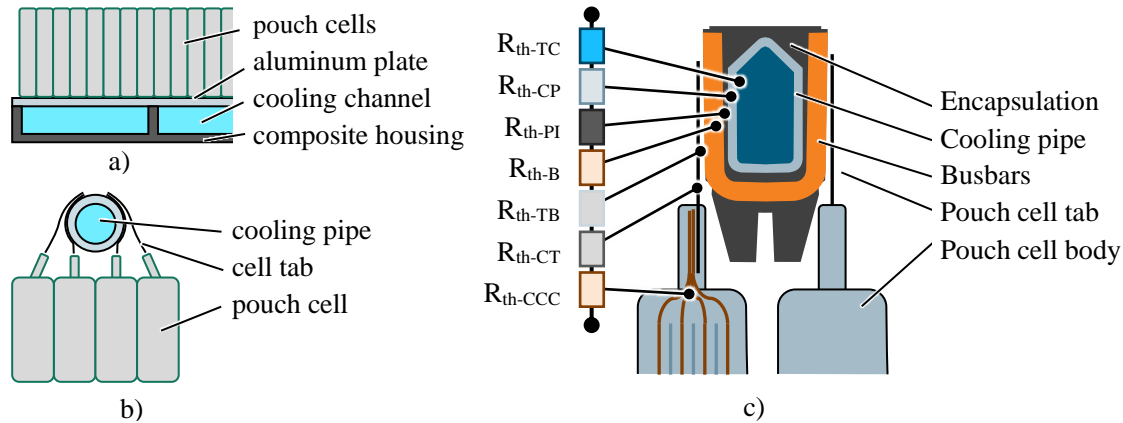 pouch cells
aluminum plate
cooling channel
composite housing
a)
cooling pipe
cell tab
pouch cell
b)
Rth-TC
Rth-CP
Rth-PI
Rth-B
Rth-TB
Rth-CT
Rth-CCC
Encapsulation
Cooling pipe
Busbars
Pouch cell tab
Pouch cell body
c)